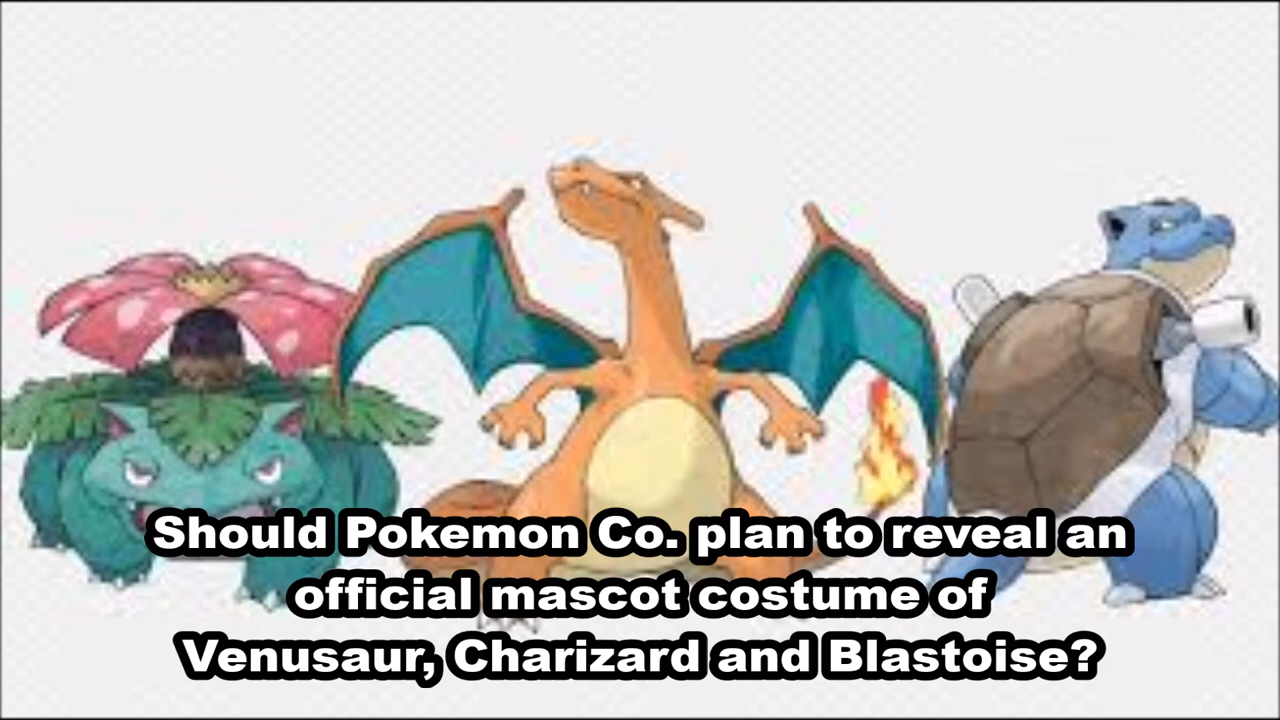 Should Pokemon Co. plan to reveal an
official mascot costume of
Venusaur, Charizard and Blastoise?